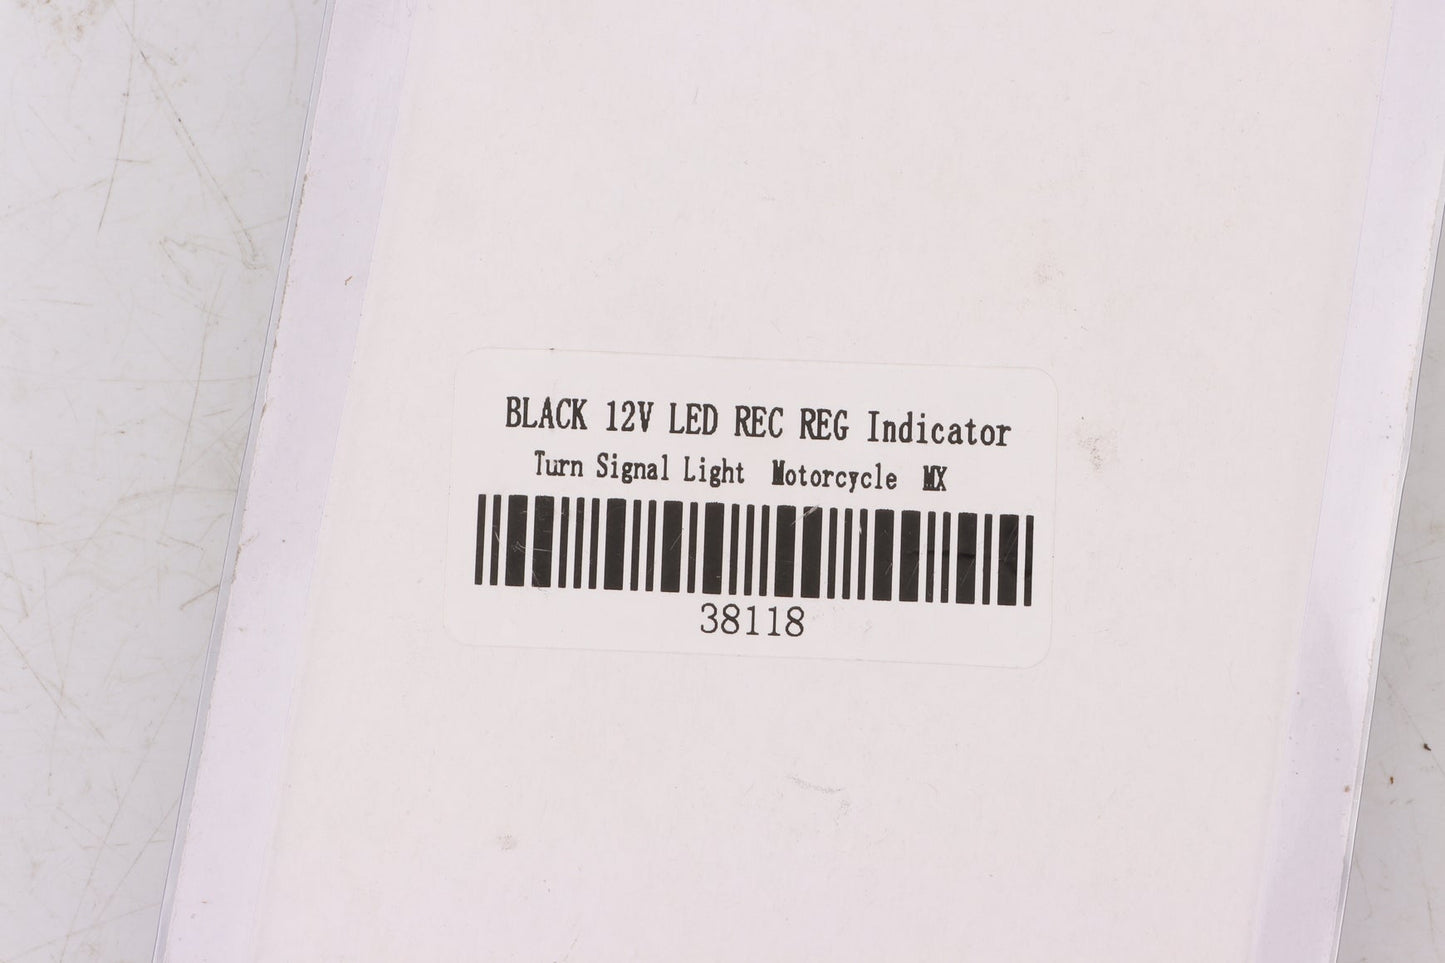 BLACK 12V LED REC REG Indicator
Turn Signal Light Motorcycle MX
38118